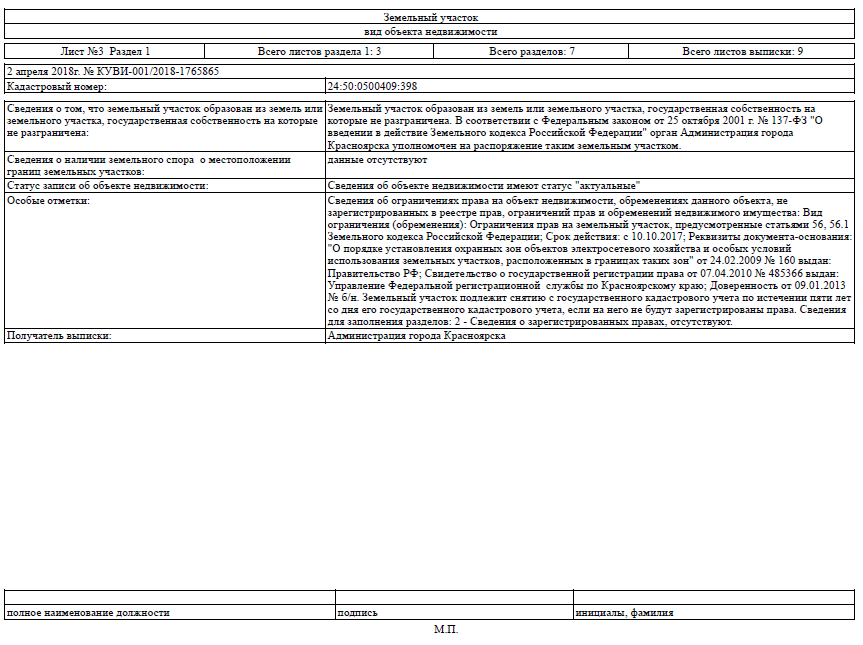 Земельный участок
вид объекта недвижимости
Лист №3 Раздел 1 Всего листов раздела 1: 3 Всего разделов: 7 Всего листов выписки: 9
2 апреля 2018г. № КУВИ-001/2018-1765865
Кадастровый номер: 24:50:0500409:398
Сведения о том, что земельный участок образован из земель или
земельного участка, государственная собственность на которые
не разграничена:
Земельный участок образован из земель или земельного участка, государственная собственность на
которые не разграничена. В соответствии с Федеральным законом от 25 октября 2001 г. № 137-ФЗ "О
введении в действие Земельного кодекса Российской Федерации" орган Администрация города
Красноярска уполномочен на распоряжение таким земельным участком.
Сведения о наличии земельного спора о местоположении
границ земельных участков:
данные отсутствуют
Статус записи об объекте недвижимости: Сведения об объекте недвижимости имеют статус "актуальные"
Особые отметки:
Сведения об ограничениях права на объект недвижимости, обременениях данного объекта, не
зарегистрированных в реестре прав, ограничений прав и обременений недвижимого имущества: Вид
ограничения (обременения): Ограничения прав на земельный участок, предусмотренные статьями 56, 56.1
Земельного кодекса Российской Федерации; Срок действия: с 10.10.2017; Реквизиты документа-основания:
"О порядке установления охранных зон объектов электросетевого хозяйства и особых условий
использования земельных участков, расположенных в границах таких зон" от 24.02.2009 № 160 выдан:
Правительство РФ; Свидетельство о государственной регистрации права от 07.04.2010 № 485366 выдан:
Управление Федеральной регистрационной службы по Красноярскому краю; Доверенность от 09.01.2013
№ б/н. Земельный участок подлежит снятию с государственного кадастрового учета по истечении пяти лет
со дня его государственного кадастрового учета, если на него не будут зарегистрированы права. Сведения
для заполнения разделов: 2 - Сведения о зарегистрированных правах, отсутствуют.
Получатель выписки: Администрация города Красноярска
полное наименование должности подпись инициалы, фамилия
М.П.